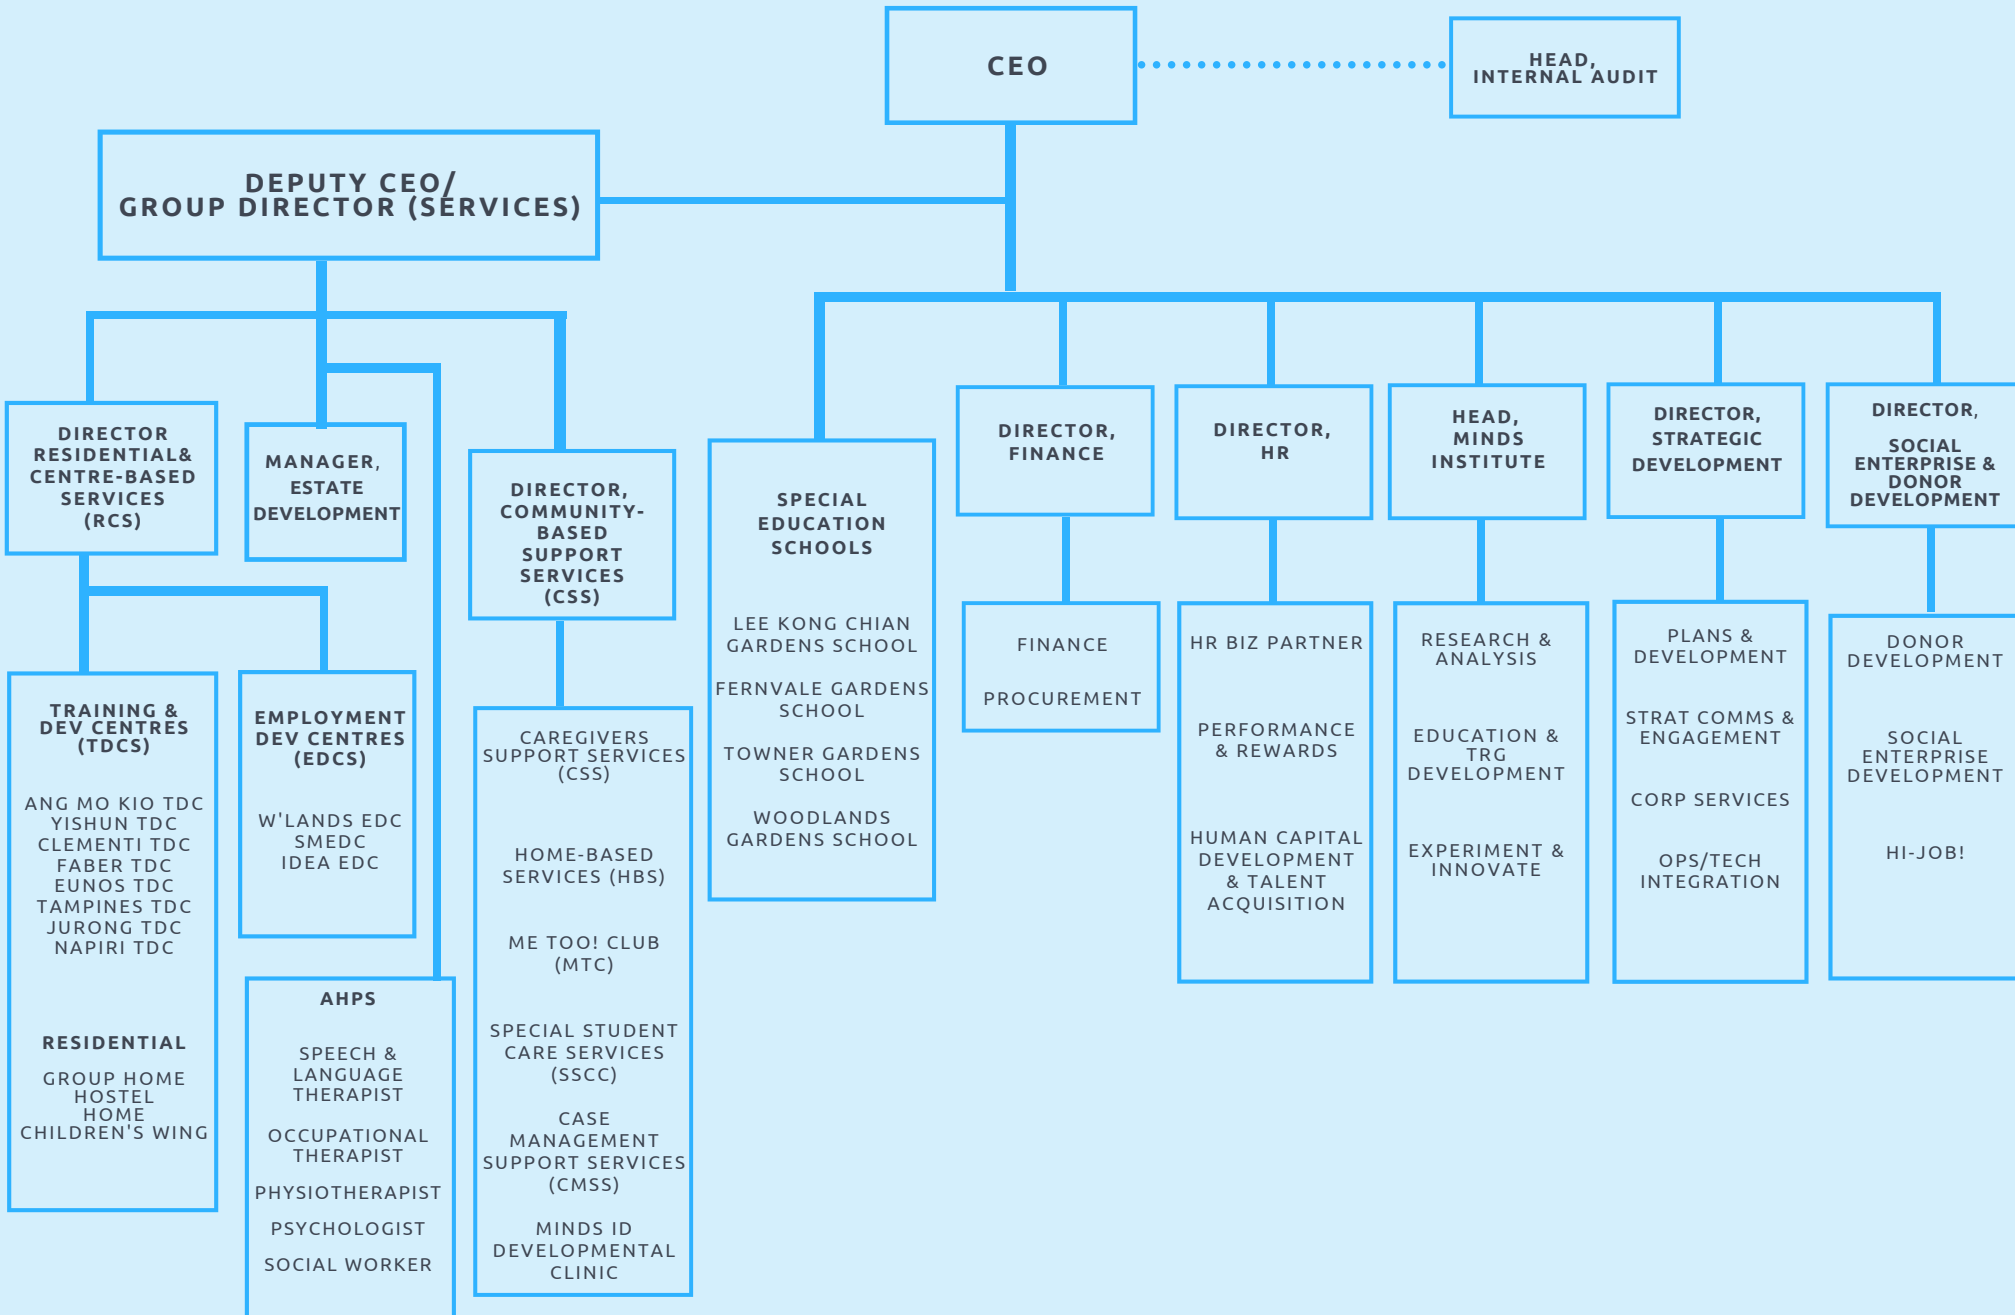 CEO
HEAD,
INTERNAL AUDIT
DEPUTY CEO/
GROUP DIRECTOR (SERVICES)
DIRECTOR
RESIDENTIAL&
CENTRE-BASED
SERVICES
(RCS)
MANAGER,
ESTATE
DEVELOPMENT
DIRECTOR,
COMMUNITY-
BASED
SUPPORT
SERVICES
(CSS)
SPECIAL
EDUCATION
SCHOOLS
LEE KONG CHIAN
GARDENS SCHOOL
FERNVALE GARDENS
SCHOOL
TOWNER GARDENS
SCHOOL
WOODLANDS
GARDENS SCHOOL
DIRECTOR,
FINANCE
DIRECTOR,
HR
HEAD,
MINDS
INSTITUTE
DIRECTOR,
STRATEGIC
DEVELOPMENT
DIRECTOR,
SOCIAL
ENTERPRISE &
DONOR
DEVELOPMENT
TRAINING &
DEV CENTRES
(TDCS)
ANG MO KIO TDC
YISHUN TDC
CLEMENTI TDC
FABER TDC
EUNOS TDC
TAMPINES TDC
JURONG TDC
NAPIRI TDC
RESIDENTIAL
GROUP HOME
HOSTEL
HOME
CHILDREN'S WING
EMPLOYMENT
DEV CENTRES
(EDCS)
W'LANDS EDC
SMEDC
IDEA EDC
AHPS
SPEECH &
LANGUAGE
THERAPIST
OCCUPATIONAL
THERAPIST
PHYSIOTHERAPIST
PSYCHOLOGIST
SOCIAL WORKER
CAREGIVERS
SUPPORT SERVICES
(CSS)
HOME-BASED
SERVICES (HBS)
ME TOO! CLUB
(MTC)
SPECIAL STUDENT
CARE SERVICES
(SSCC)
CASE
MANAGEMENT
SUPPORT SERVICES
(CMSS)
MINDS ID
DEVELOPMENTAL
CLINIC
FINANCE
PROCUREMENT
HR BIZ PARTNER
PERFORMANCE
& REWARDS
HUMAN CAPITAL
DEVELOPMENT
& TALENT
ACQUISITION
RESEARCH &
ANALYSIS
EDUCATION &
TRG
DEVELOPMENT
EXPERIMENT &
INNOVATE
PLANS &
DEVELOPMENT
STRAT COMMS &
ENGAGEMENT
CORP SERVICES
OPS/TECH
INTEGRATION
DONOR
DEVELOPMENT
SOCIAL
ENTERPRISE
DEVELOPMENT
HI-JOB!